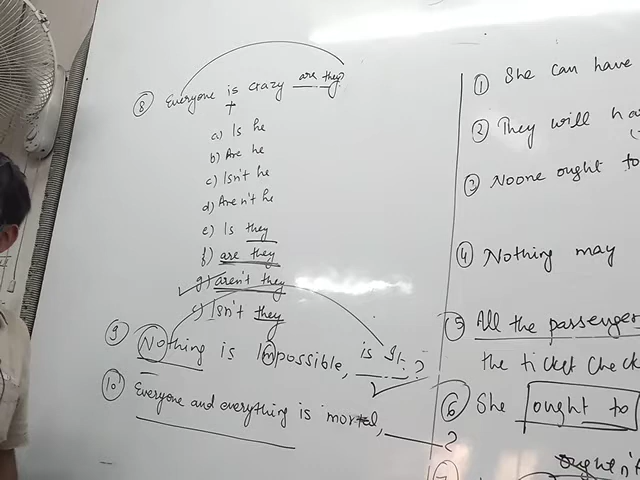 ⑧ Everyone is crazy are they?
+
a) Is he
b) Are he
c) Isn't he
d) Aren't he
e) Is they
f) are they
g) aren't they
c) Isn't they
⑨ Nothing is Impossible, is It?
⑩ Everyone and everything is mortal, ?
① She can have
② They will ha
③ Noone ought to
④ Nothing may
⑤ All the passenger
the ticket check
⑥ She ought to
oughtn't
⑦